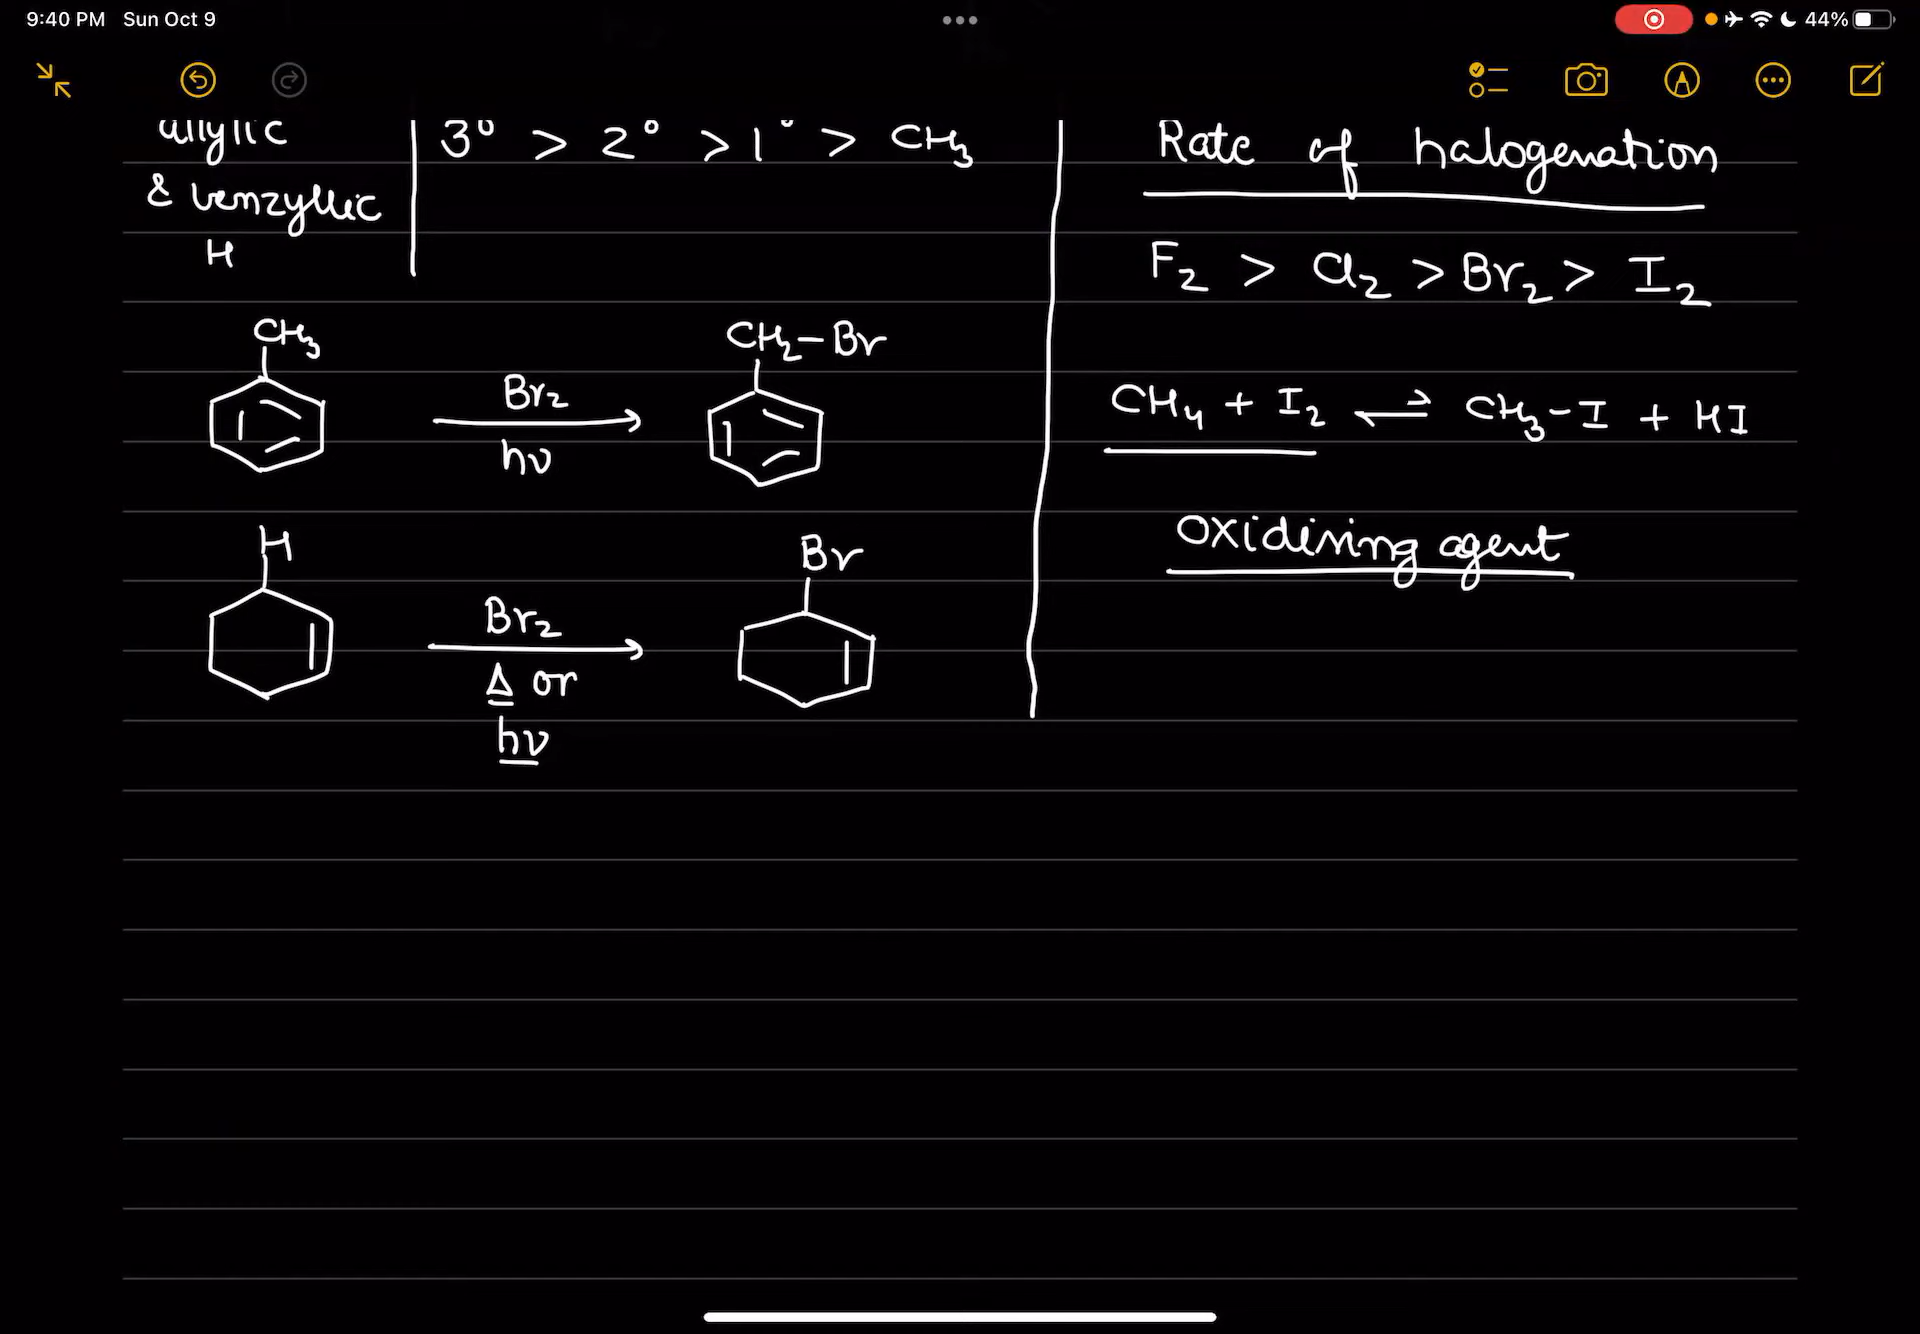 9:40 PM Sun Oct 9
44%
allylic
& benzyllic
H
3° > 2° > 1° > CH₃
CH₃
Br₂
hν
CH₂-Br
H
Br₂
Δ or
hν
Br
Rate of halogenation
F₂ > Cl₂ > Br₂ > I₂
CH₄ + I₂ ⇌ CH₃-I + HI
Oxidising agent